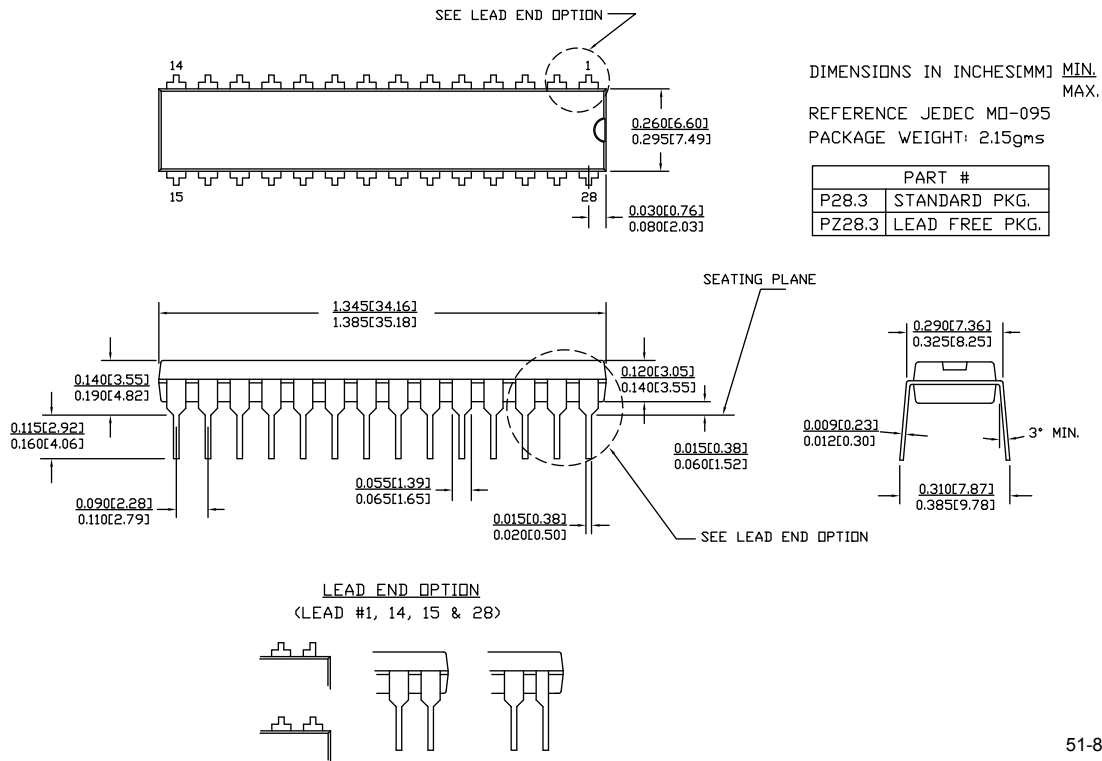 SEE LEAD END OPTION
14
1
15
28
0.260[6.60]
0.295[7.49]
0.030[0.76]
0.080[2.03]
DIMENSIONS IN INCHES[MM] MIN.
MAX.
REFERENCE JEDEC MO-095
PACKAGE WEIGHT: 2.15gms
PART #
P28.3 STANDARD PKG.
PZ28.3 LEAD FREE PKG.
SEATING PLANE
1.345[34.16]
1.385[35.18]
0.140[3.55]
0.190[4.82]
0.120[3.05]
0.140[3.55]
0.115[2.92]
0.160[4.06]
0.015[0.38]
0.060[1.52]
0.055[1.39]
0.065[1.65]
0.090[2.28]
0.110[2.79]
0.015[0.38]
0.020[0.50]
SEE LEAD END OPTION
0.290[7.36]
0.325[8.25]
0.009[0.23]
0.012[0.30]
3° MIN.
0.310[7.87]
0.385[9.78]
LEAD END OPTION
(LEAD #1, 14, 15 & 28)
51-8